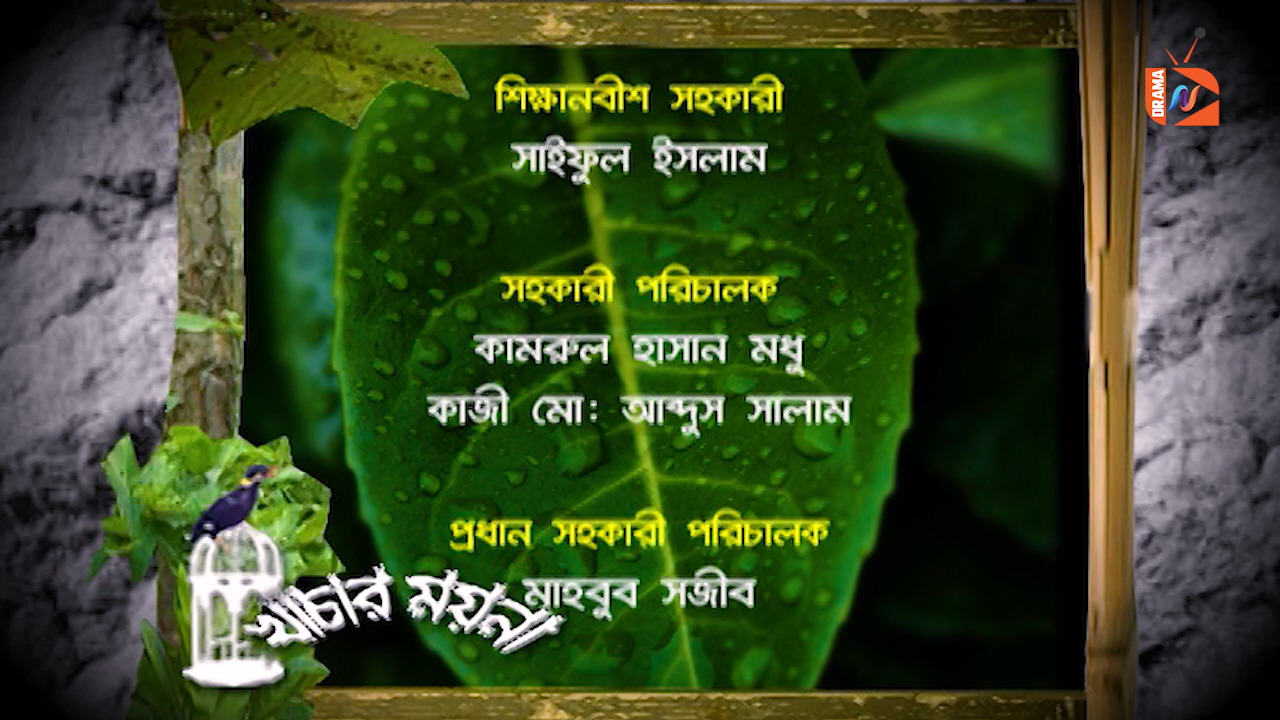 শিক্ষানবীশ সহকারী
সাইফুল ইসলাম
সহকারী পরিচালক
কামরুল হাসান মধু
কাজী মো: আব্দুস সালাম
প্রধান সহকারী পরিচালক
মাহবুব সজীব
খাচার ময়না
DRAMA